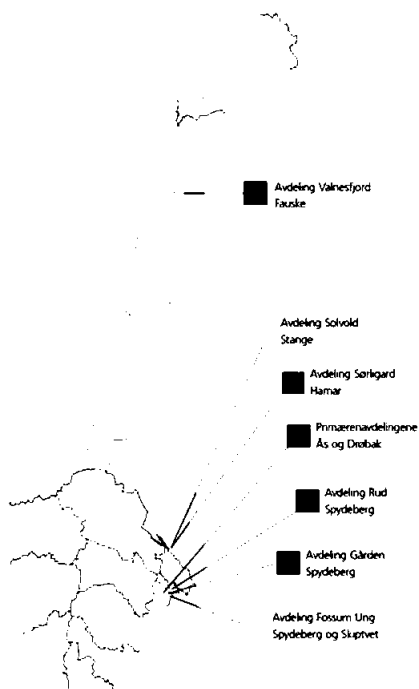 Avdeling Valnesfjord
Fauske
Avdeling Solvold
Stange
Avdeling Sørligard
Hamar
Primærenavdelingene
Ås og Drøbak
Avdeling Rud
Spydeberg
Avdeling Gården
Spydeberg
Avdeling Fossum Ung
Spydeberg og Skiptvet